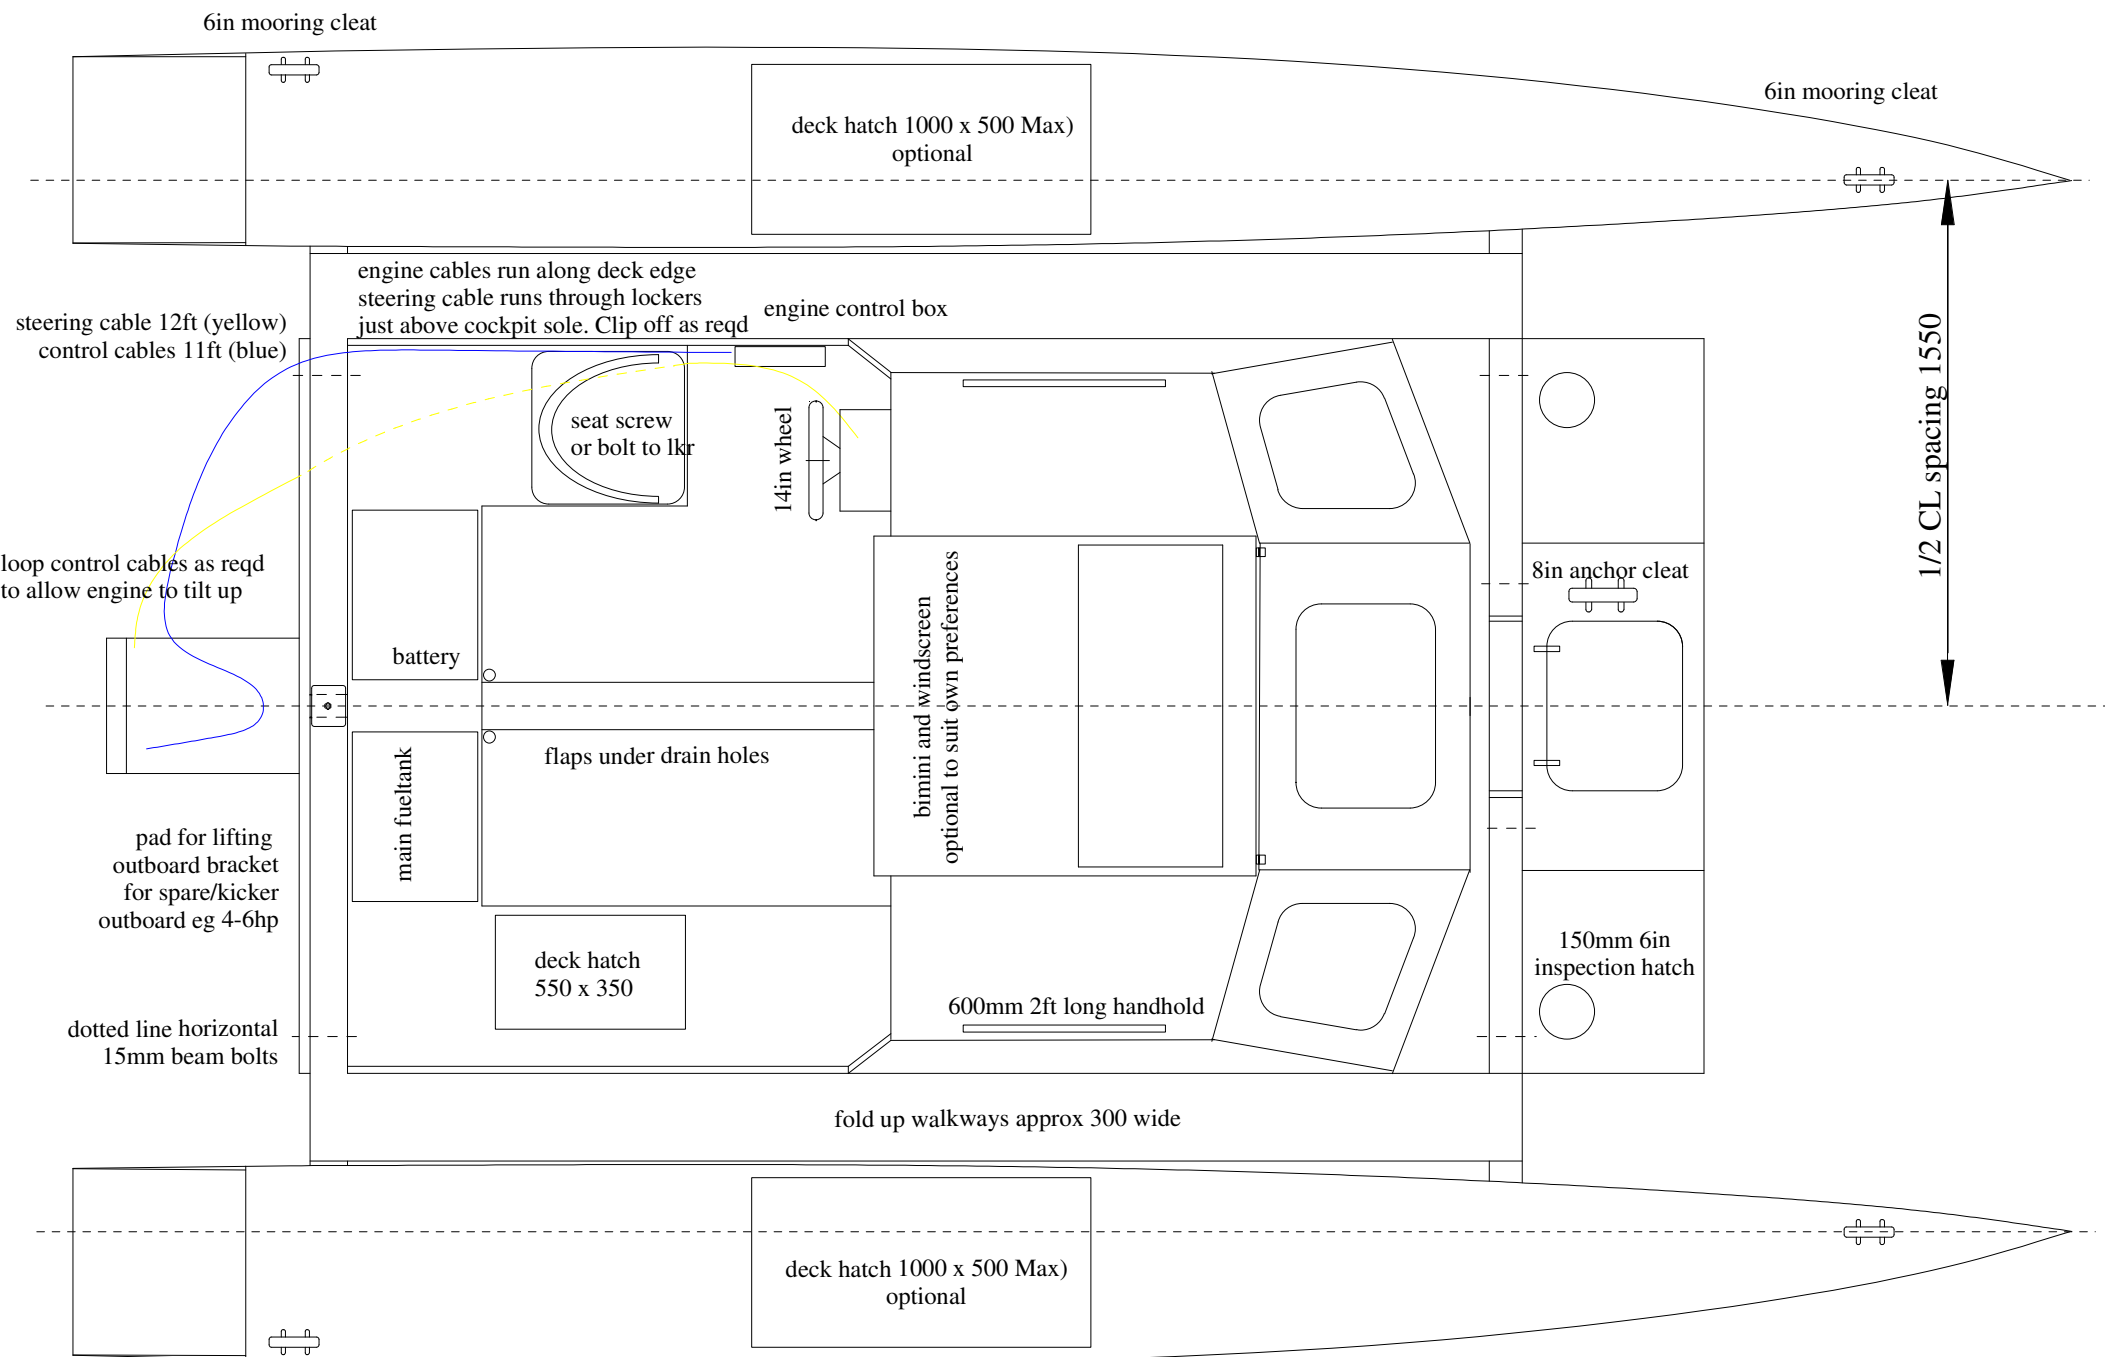 6in mooring cleat
6in mooring cleat
deck hatch 1000 x 500 Max)
optional
engine cables run along deck edge
steering cable runs through lockers
just above cockpit sole. Clip off as reqd
engine control box
steering cable 12ft (yellow)
control cables 11ft (blue)
1/2 CL spacing 1550
seat screw
or bolt to lkr
14in wheel
loop control cables as reqd
to allow engine to tilt up
8in anchor cleat
battery
bimini and windscreen
optional to suit own preferences
flaps under drain holes
main fueltank
pad for lifting
outboard bracket
for spare/kicker
outboard eg 4-6hp
deck hatch
550 x 350
150mm 6in
inspection hatch
600mm 2ft long handhold
dotted line horizontal
15mm beam bolts
fold up walkways approx 300 wide
deck hatch 1000 x 500 Max)
optional